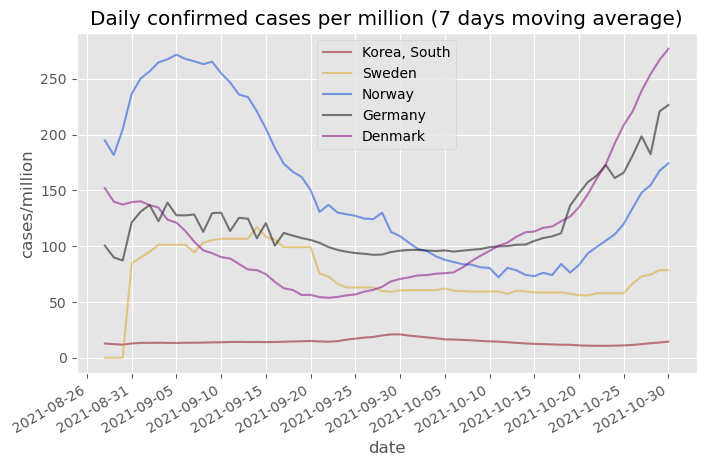 Daily confirmed cases per million (7 days moving average)
Korea, South
Sweden
Norway
Germany
Denmark
cases/million
250
200
150
100
50
0
2021-08-26
2021-08-31
2021-09-05
2021-09-10
2021-09-15
2021-09-20
2021-09-25
2021-09-30
2021-10-05
2021-10-10
2021-10-15
2021-10-20
2021-10-25
2021-10-30
date